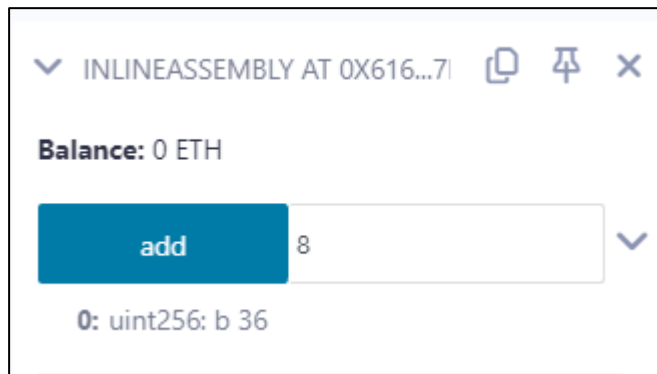 INLINEASSEMBLY AT 0X616...7
Balance: 0 ETH
add 8
0: uint256: b 36